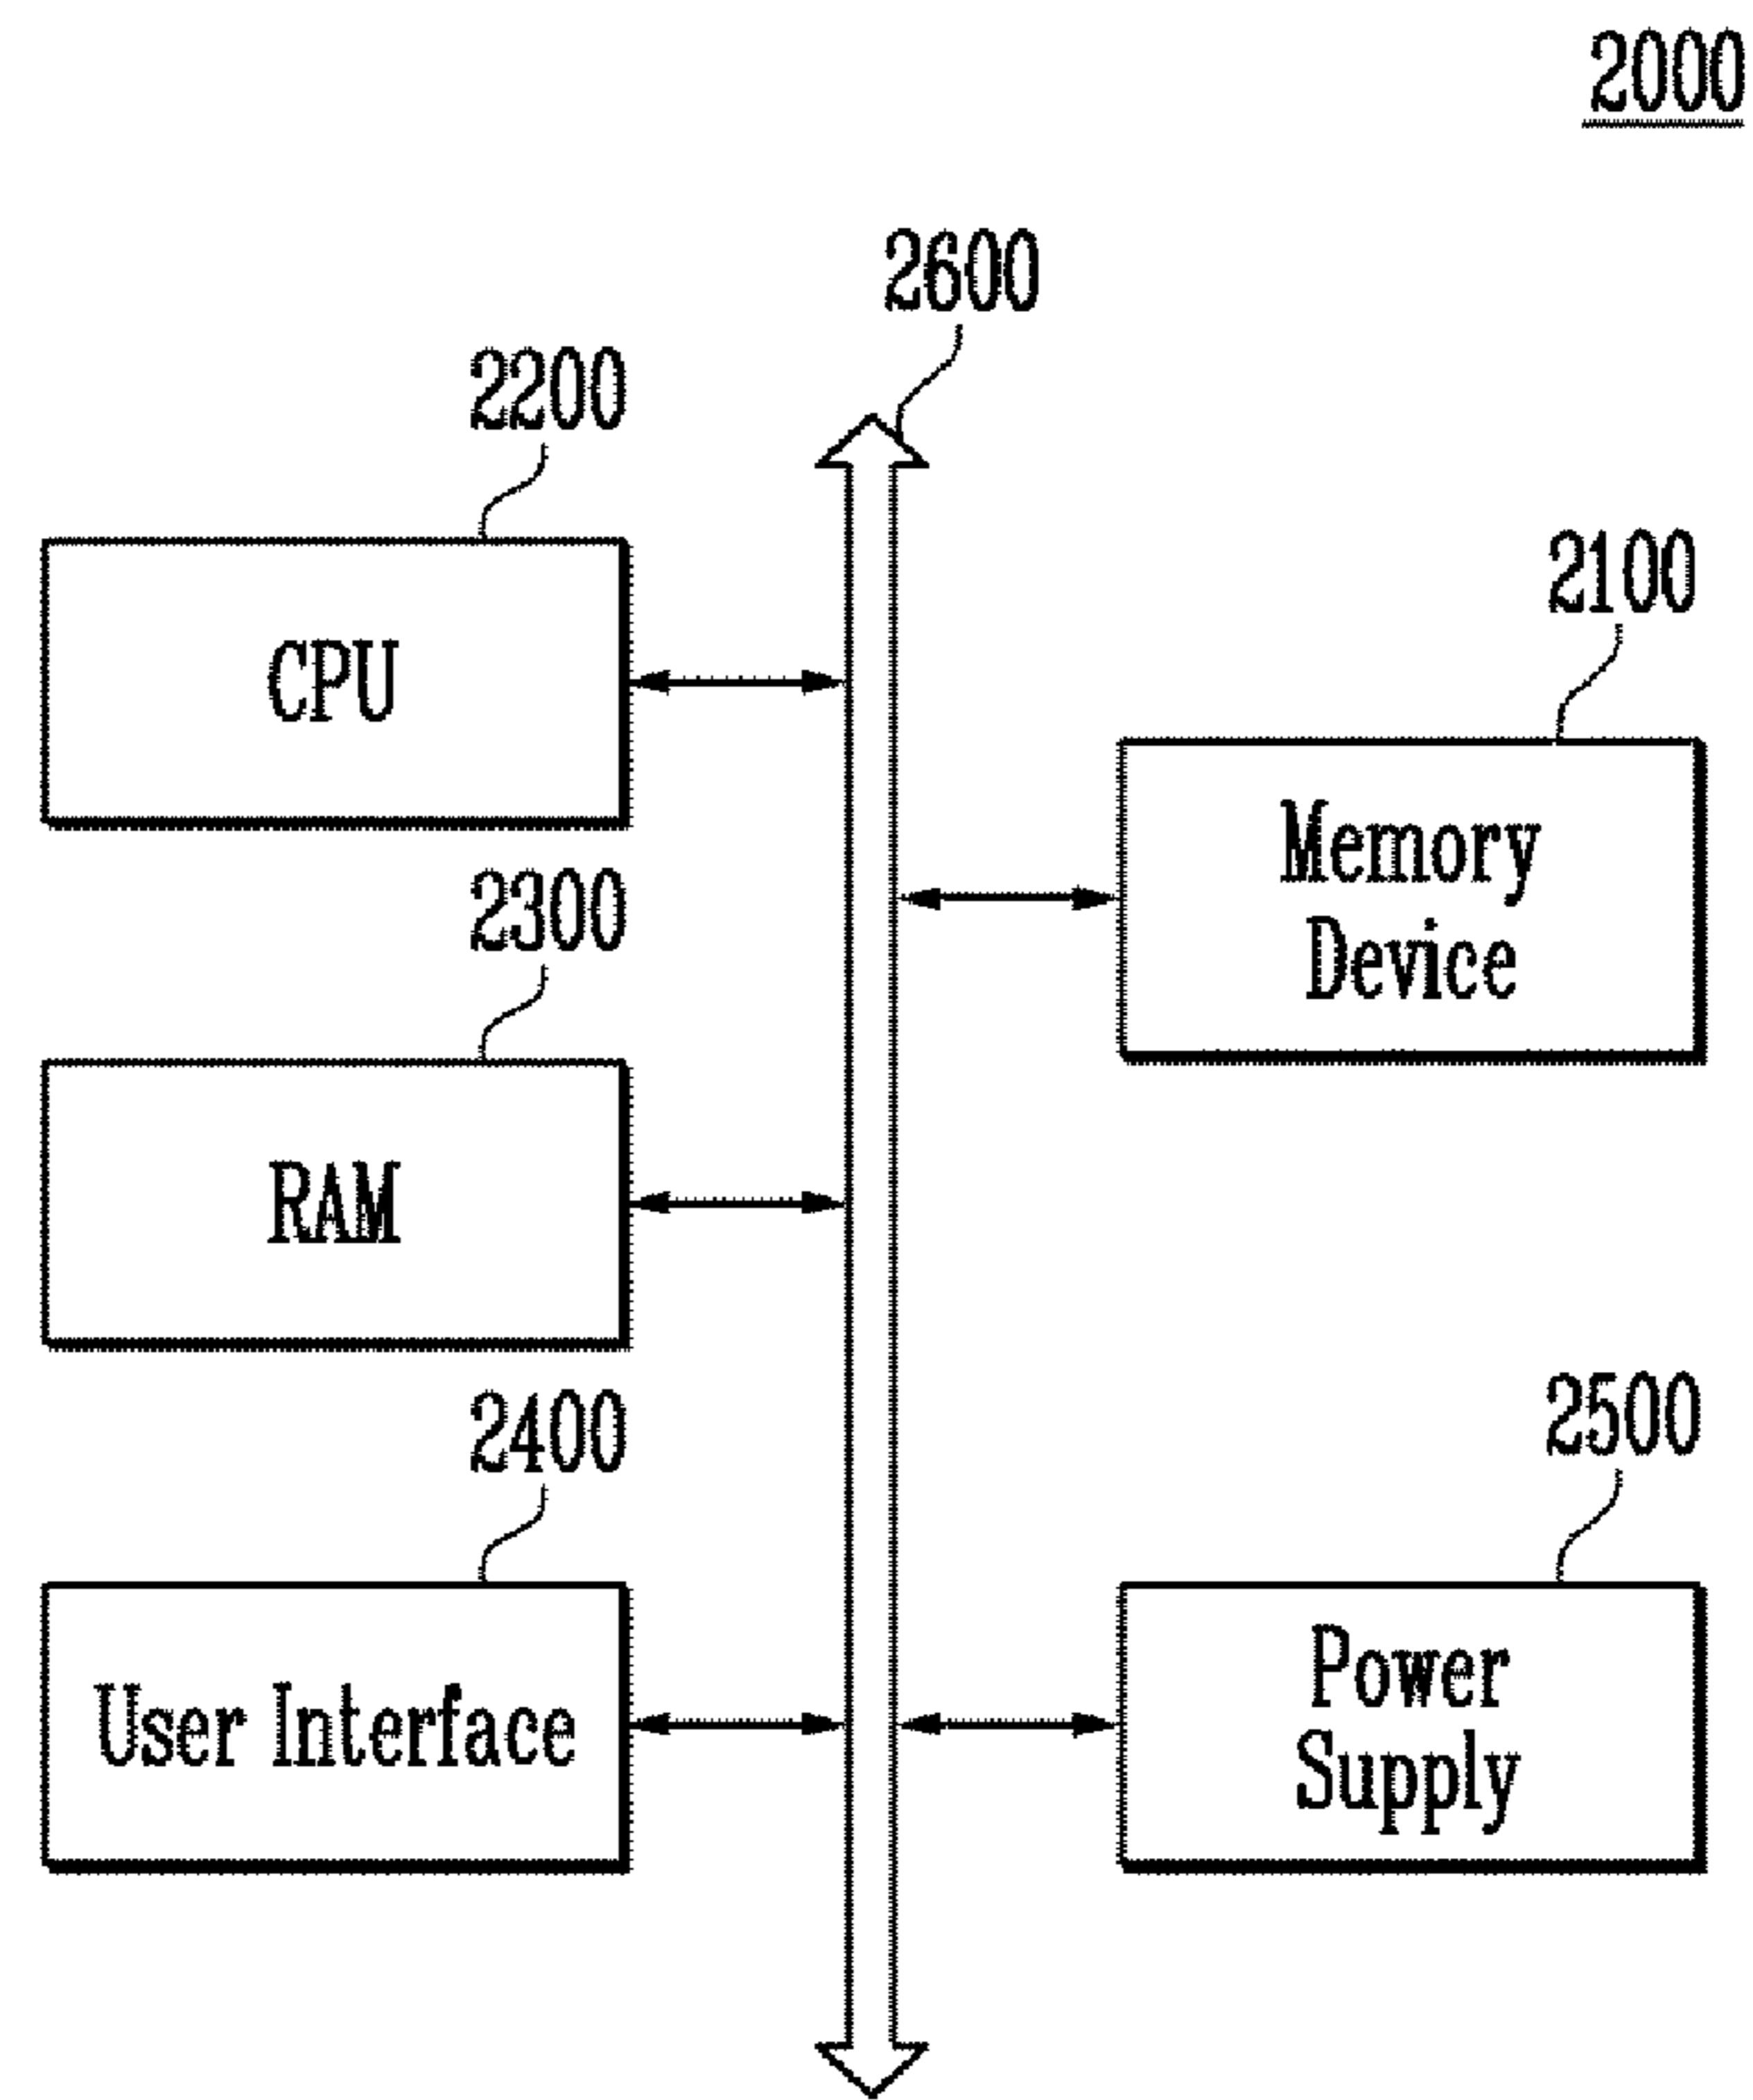 2000
2600
2200
CPU
2100
Memory
Device
2300
RAM
2400
User Interface
2500
Power
Supply